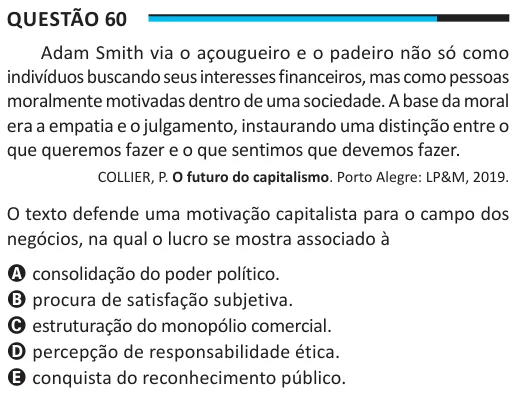 QUESTÃO 60
Adam Smith via o açougueiro e o padeiro não só como
indivíduos buscando seus interesses financeiros, mas como pessoas
moralmente motivadas dentro de uma sociedade. A base da moral
era a empatia e o julgamento, instaurando uma distinção entre o
que queremos fazer e o que sentimos que devemos fazer.
COLLIER, P. O futuro do capitalismo. Porto Alegre: LP&M, 2019.
O texto defende uma motivação capitalista para o campo dos
negócios, na qual o lucro se mostra associado à
A consolidação do poder político.
B procura de satisfação subjetiva.
C estruturação do monopólio comercial.
D percepção de responsabilidade ética.
E conquista do reconhecimento público.